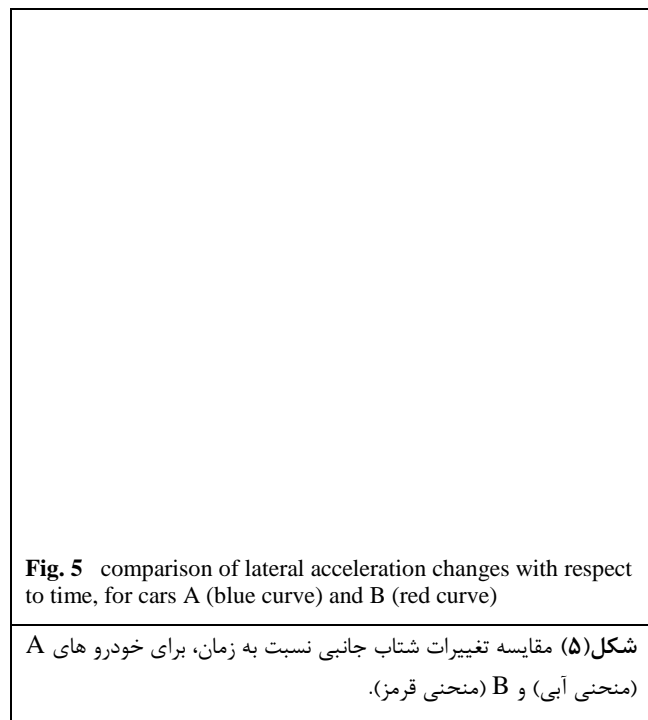 Fig. 5 comparison of lateral acceleration changes with respect
to time, for cars A (blue curve) and B (red curve)
شکل(۵) مقایسه تغییرات شتاب جانبی نسبت به زمان، برای خودرو های A
(منحنی آبی) و B (منحنی قرمز).